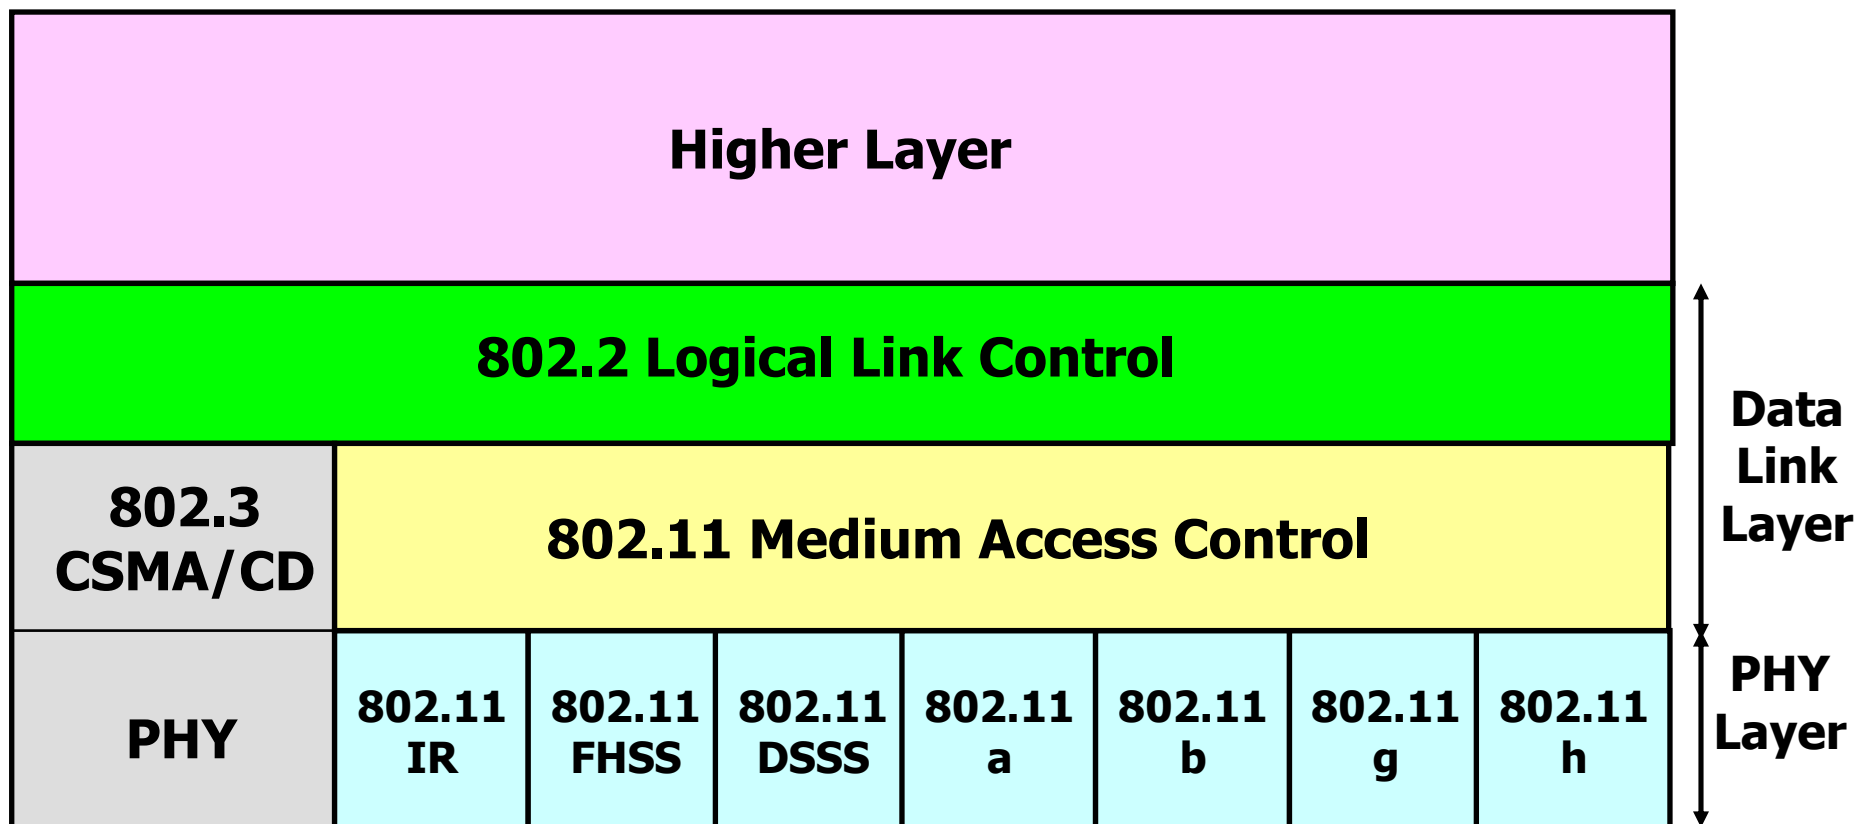 Higher Layer
802.2 Logical Link Control
Data
Link
Layer
802.3
CSMA/CD
802.11 Medium Access Control
PHY
802.11
IR
802.11
FHSS
802.11
DSSS
802.11
a
802.11
b
802.11
g
802.11
h
PHY
Layer